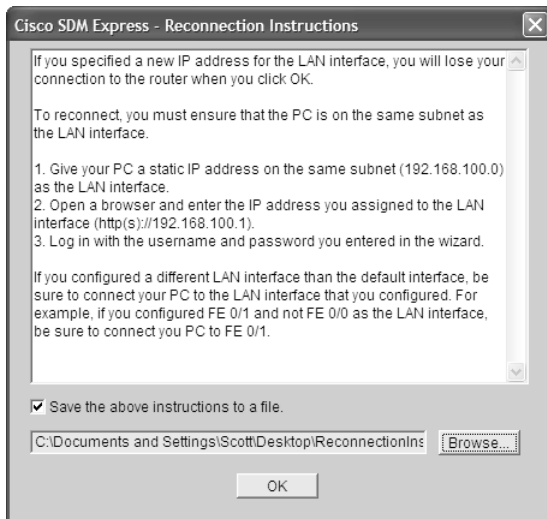 Cisco SDM Express - Reconnection Instructions
If you specified a new IP address for the LAN interface, you will lose your
connection to the router when you click OK.
To reconnect, you must ensure that the PC is on the same subnet as
the LAN interface.
1. Give your PC a static IP address on the same subnet (192.168.100.0)
as the LAN interface.
2. Open a browser and enter the IP address you assigned to the LAN
interface (http(s)://192.168.100.1).
3. Log in with the username and password you entered in the wizard.
If you configured a different LAN interface than the default interface, be
sure to connect your PC to the LAN interface that you configured. For
example, if you configured FE 0/1 and not FE 0/0 as the LAN interface,
be sure to connect you PC to FE 0/1.
Save the above instructions to a file.
C:\Documents and Settings\Scott\Desktop\ReconnectionIns
Browse...
OK